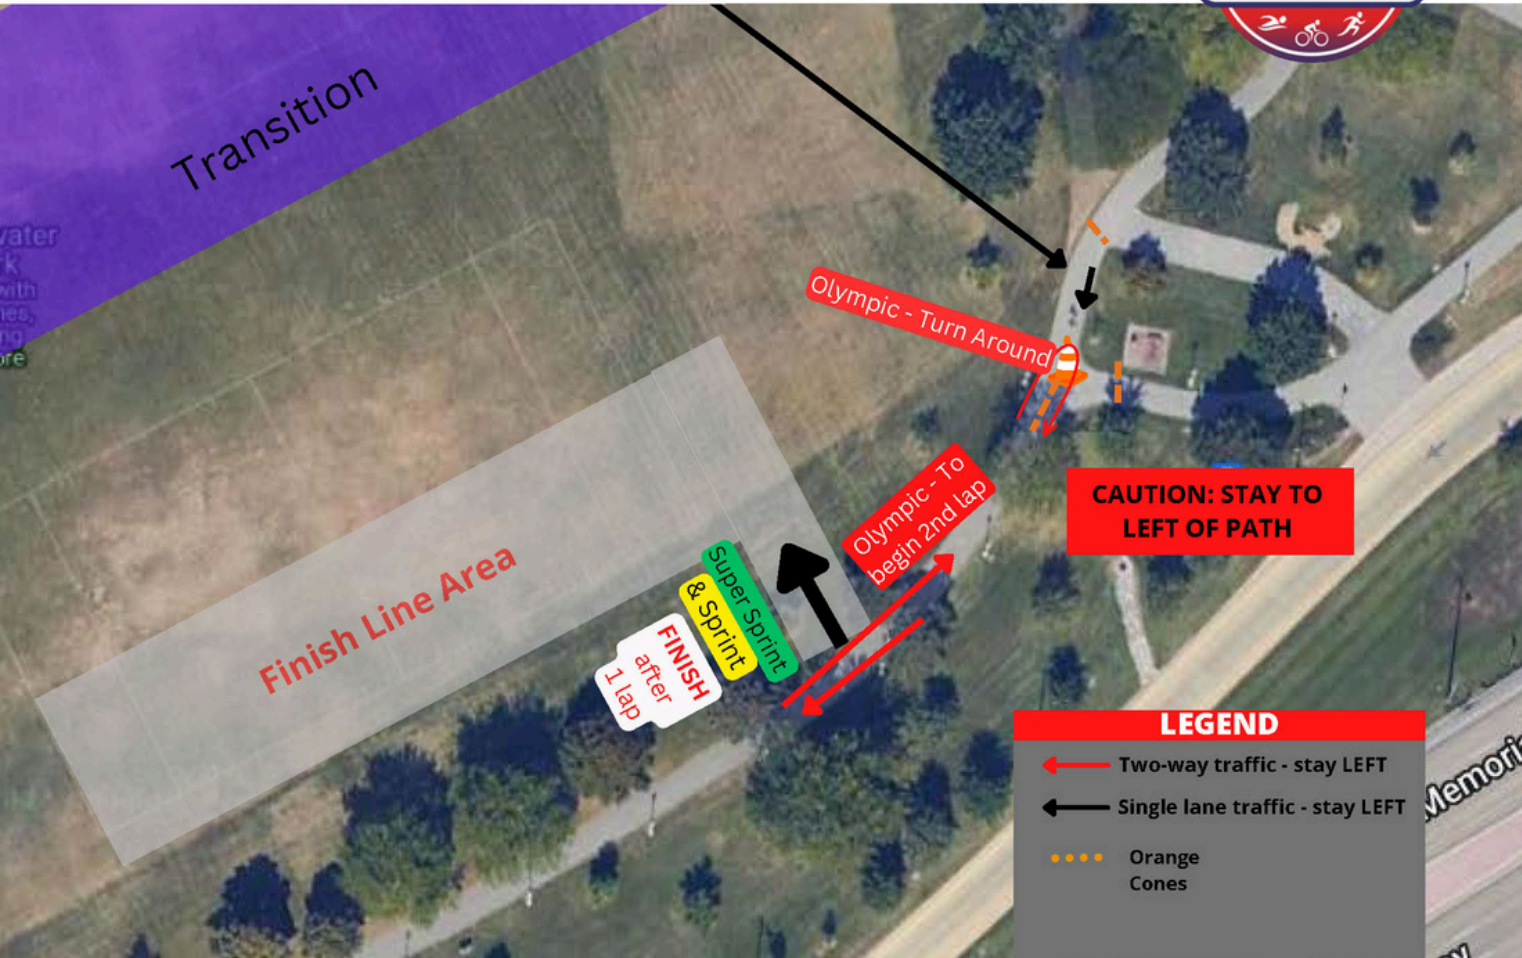 Transition
Olympic - Turn Around
Olympic - To
begin 2nd lap
CAUTION: STAY TO
LEFT OF PATH
Finish Line Area
Super Sprint
& Sprint
FINISH
after
1 lap
LEGEND
Two-way traffic - stay LEFT
Single lane traffic - stay LEFT
Orange
Cones